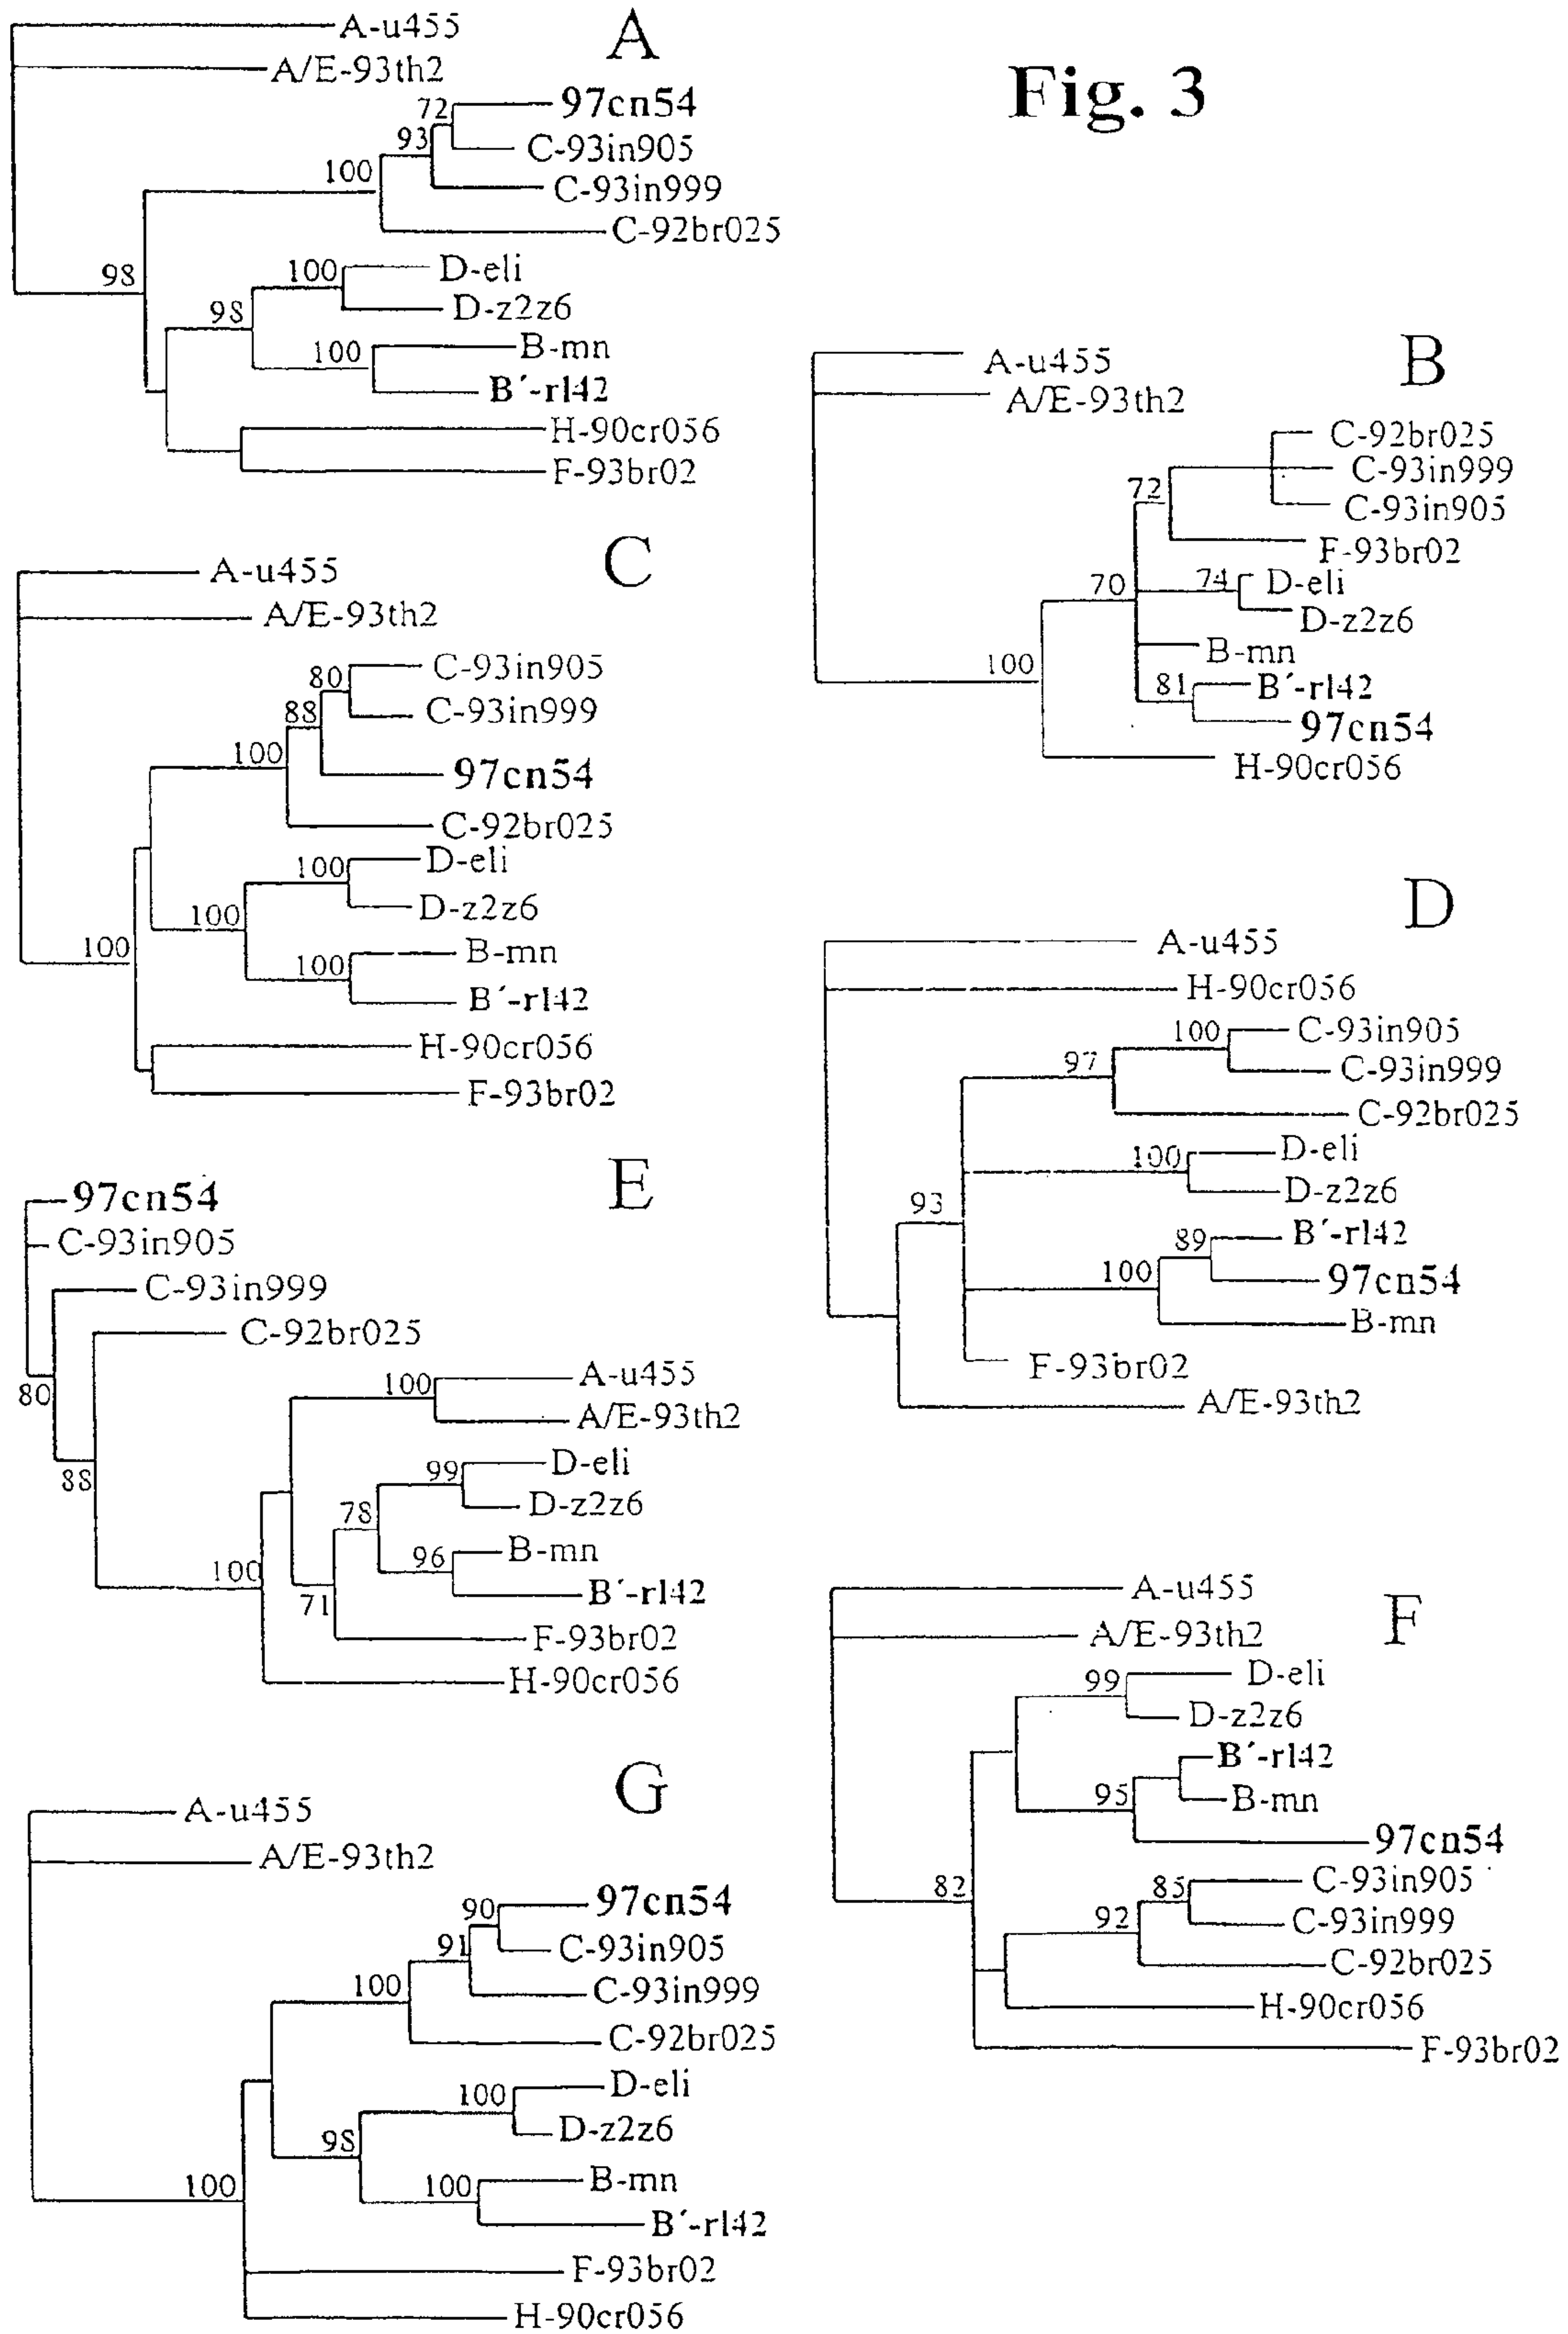 Fig. 3
A
A-u455
A/E-93th2
72
97cn54
93
C-93in905
100
C-93in999
C-92br025
98
100
D-eli
98
D-z2z6
100
B-mn
B´-rl42
H-90cr056
F-93br02
B
A-u455
A/E-93th2
C-92br025
72
C-93in999
C-93in905
F-93br02
70
74
D-eli
D-z2z6
B-mn
100
81
B´-rl42
97cn54
H-90cr056
C
A-u455
A/E-93th2
80
C-93in905
88
C-93in999
100
97cn54
C-92br025
100
D-eli
100
D-z2z6
100
100
B-mn
B´-rl42
H-90cr056
F-93br02
D
A-u455
H-90cr056
100
C-93in905
97
C-93in999
C-92br025
100
D-eli
D-z2z6
93
89
B´-rl42
100
97cn54
B-mn
F-93br02
A/E-93th2
E
97cn54
C-93in905
C-93in999
C-92br025
80
100
A-u455
A/E-93th2
88
99
D-eli
78
D-z2z6
100
96
B-mn
71
B´-rl42
F-93br02
H-90cr056
F
A-u455
A/E-93th2
99
D-eli
D-z2z6
B´-rl42
95
B-mn
97cn54
82
85
C-93in905
92
C-93in999
C-92br025
H-90cr056
F-93br02
G
A-u455
A/E-93th2
90
97cn54
91
C-93in905
100
C-93in999
C-92br025
100
D-eli
98
D-z2z6
100
100
B-mn
B´-rl42
F-93br02
H-90cr056